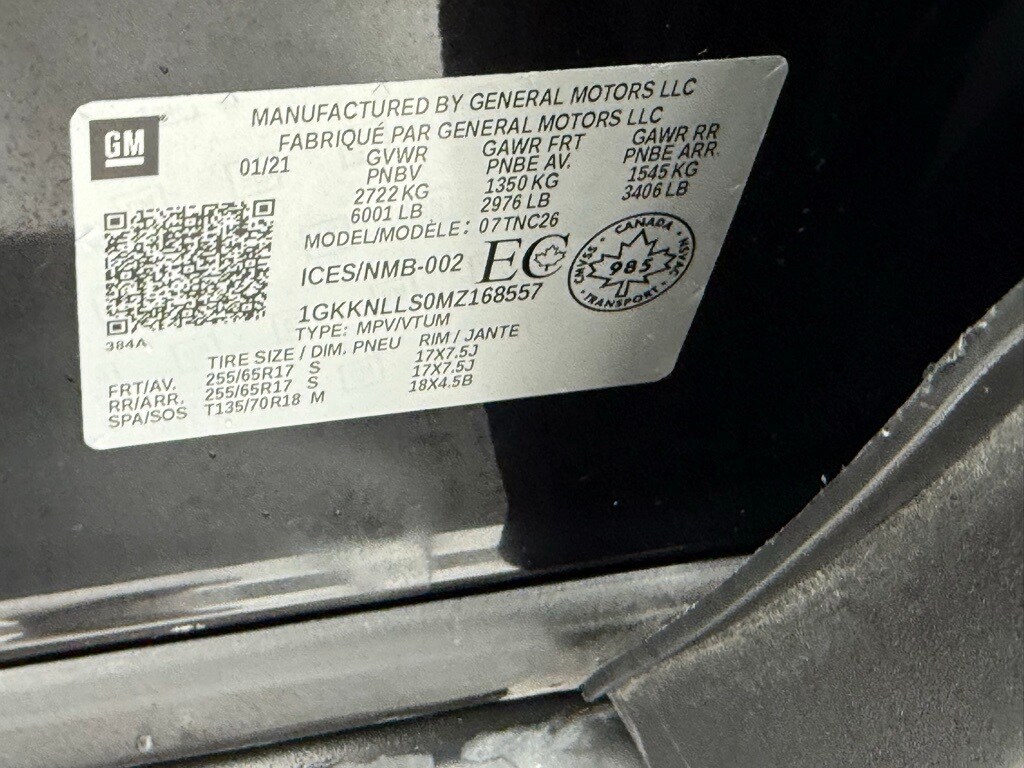 MANUFACTURED BY GENERAL MOTORS LLC
FABRIQUÉ PAR GENERAL MOTORS LLC
GM
01/21 GVWR GAWR FRT GAWR RR
PNBV PNBE AV. PNBE ARR.
2722 KG 1350 KG 1545 KG
6001 LB 2976 LB 3406 LB
MODEL/MODÈLE: 07TNC26
ICES/NMB-002 EC
CANADA
CMVSS 985 NSVAC
TRANSPORT
1GKKNLLS0MZ168557
TYPE: MPV/VTUM
384A
TIRE SIZE / DIM. PNEU RIM / JANTE
FRT/AV. 255/65R17 S 17X7.5J
RR/ARR. 255/65R17 S 17X7.5J
SPA/SOS T135/70R18 M 18X4.5B